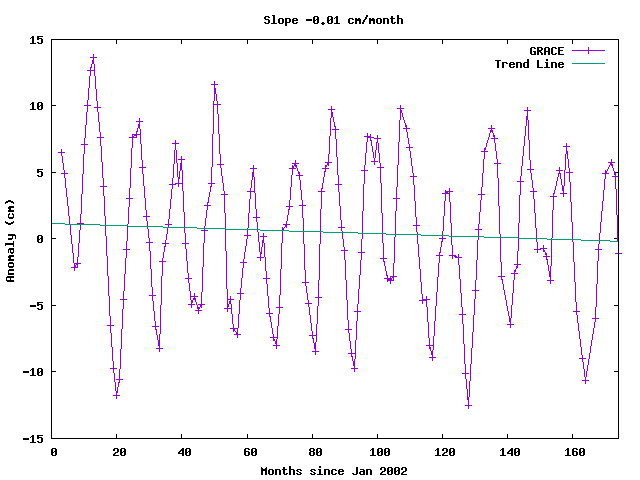 Slope -0.01 cm/month
15
10
5
0
-5
-10
-15
Anomaly (cm)
GRACE
Trend Line
0 20 40 60 80 100 120 140 160
Months since Jan 2002